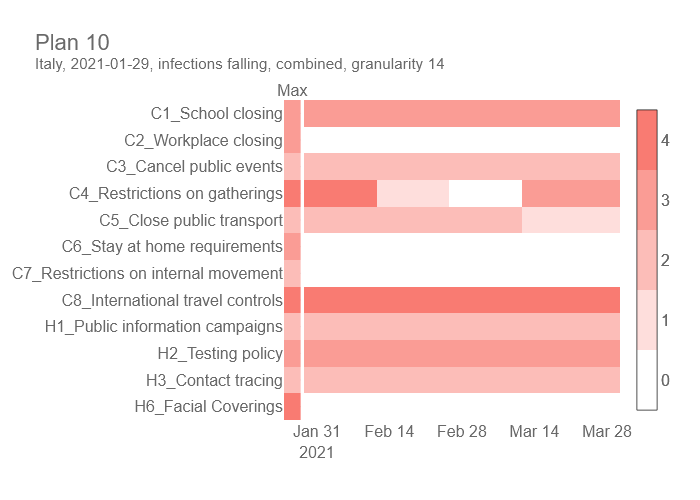 Plan 10
Italy, 2021-01-29, infections falling, combined, granularity 14
Max
C1_School closing
C2_Workplace closing
C3_Cancel public events
C4_Restrictions on gatherings
C5_Close public transport
C6_Stay at home requirements
C7_Restrictions on internal movement
C8_International travel controls
H1_Public information campaigns
H2_Testing policy
H3_Contact tracing
H6_Facial Coverings
4
3
2
1
0
Jan 31 Feb 14 Feb 28 Mar 14 Mar 28
2021